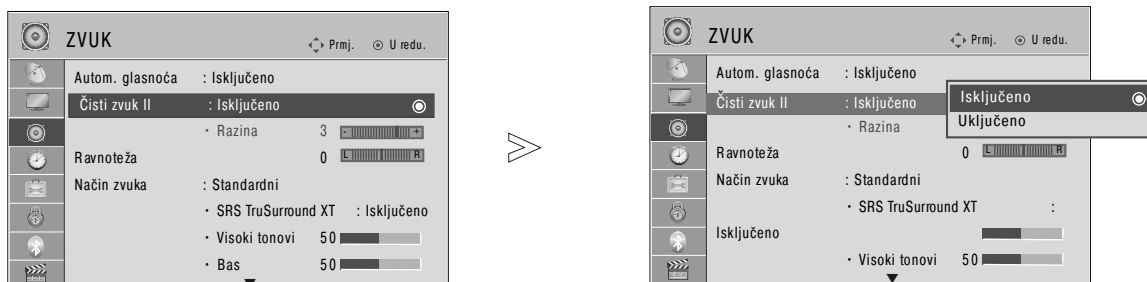 ZVUK
Prmj. U redu.
Autom. glasnoća : Isključeno
Čisti zvuk II : Isključeno
• Razina 3 - +
Ravnoteža 0 L R
Način zvuka : Standardni
• SRS TruSurround XT : Isključeno
• Visoki tonovi 50
• Bas 50
ZVUK
Prmj. U redu.
Autom. glasnoća : Isključeno
Čisti zvuk II : Isključeno
Isključeno
Uključeno
• Razina
Ravnoteža 0 L R
Način zvuka : Standardni
• SRS TruSurround XT :
Isključeno
• Visoki tonovi 50